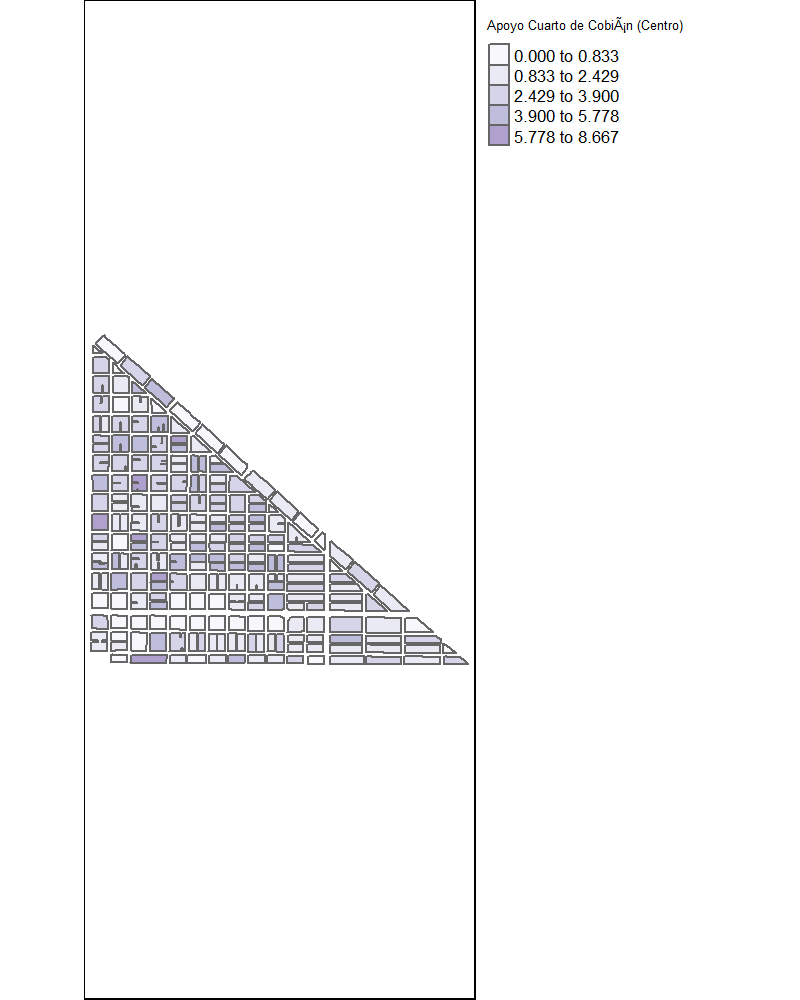 Apoyo Cuarto de CobiÃ¡n (Centro)
0.000 to 0.833
0.833 to 2.429
2.429 to 3.900
3.900 to 5.778
5.778 to 8.667